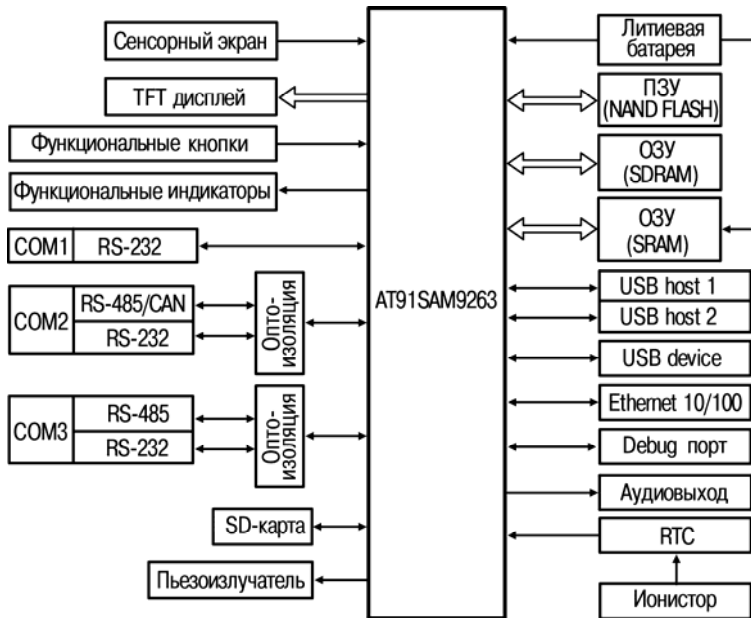 Сенсорный экран
TFT дисплей
Функциональные кнопки
Функциональные индикаторы
COM1 RS-232
COM2
RS-485/CAN
RS-232
Опто-
изоляция
COM3
RS-485
RS-232
Опто-
изоляция
SD-карта
Пьезоизлучатель
AT91SAM9263
Литиевая
батарея
ПЗУ
(NAND FLASH)
ОЗУ
(SDRAM)
ОЗУ
(SRAM)
USB host 1
USB host 2
USB device
Ethernet 10/100
Debug порт
Аудиовыход
RTC
Ионистор